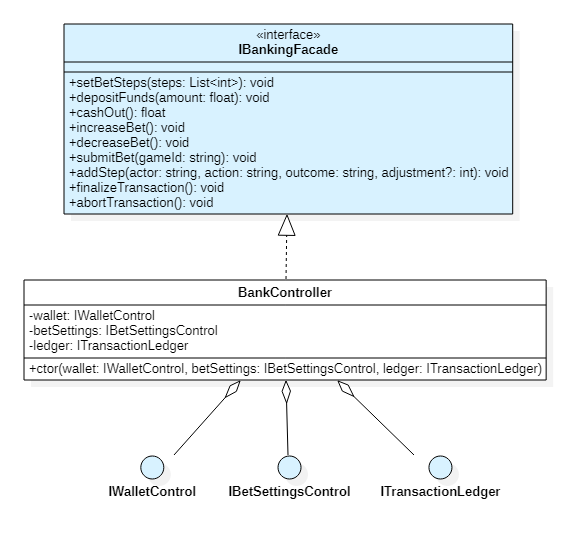 «interface»
IBankingFacade
+setBetSteps(steps: List<int>): void
+depositFunds(amount: float): void
+cashOut(): float
+increaseBet(): void
+decreaseBet(): void
+submitBet(gameId: string): void
+addStep(actor: string, action: string, outcome: string, adjustment?: int): void
+finalizeTransaction(): void
+abortTransaction(): void
BankController
-wallet: IWalletControl
-betSettings: IBetSettingsControl
-ledger: ITransactionLedger
+ctor(wallet: IWalletControl, betSettings: IBetSettingsControl, ledger: ITransactionLedger)
IWalletControl
IBetSettingsControl
ITransactionLedger